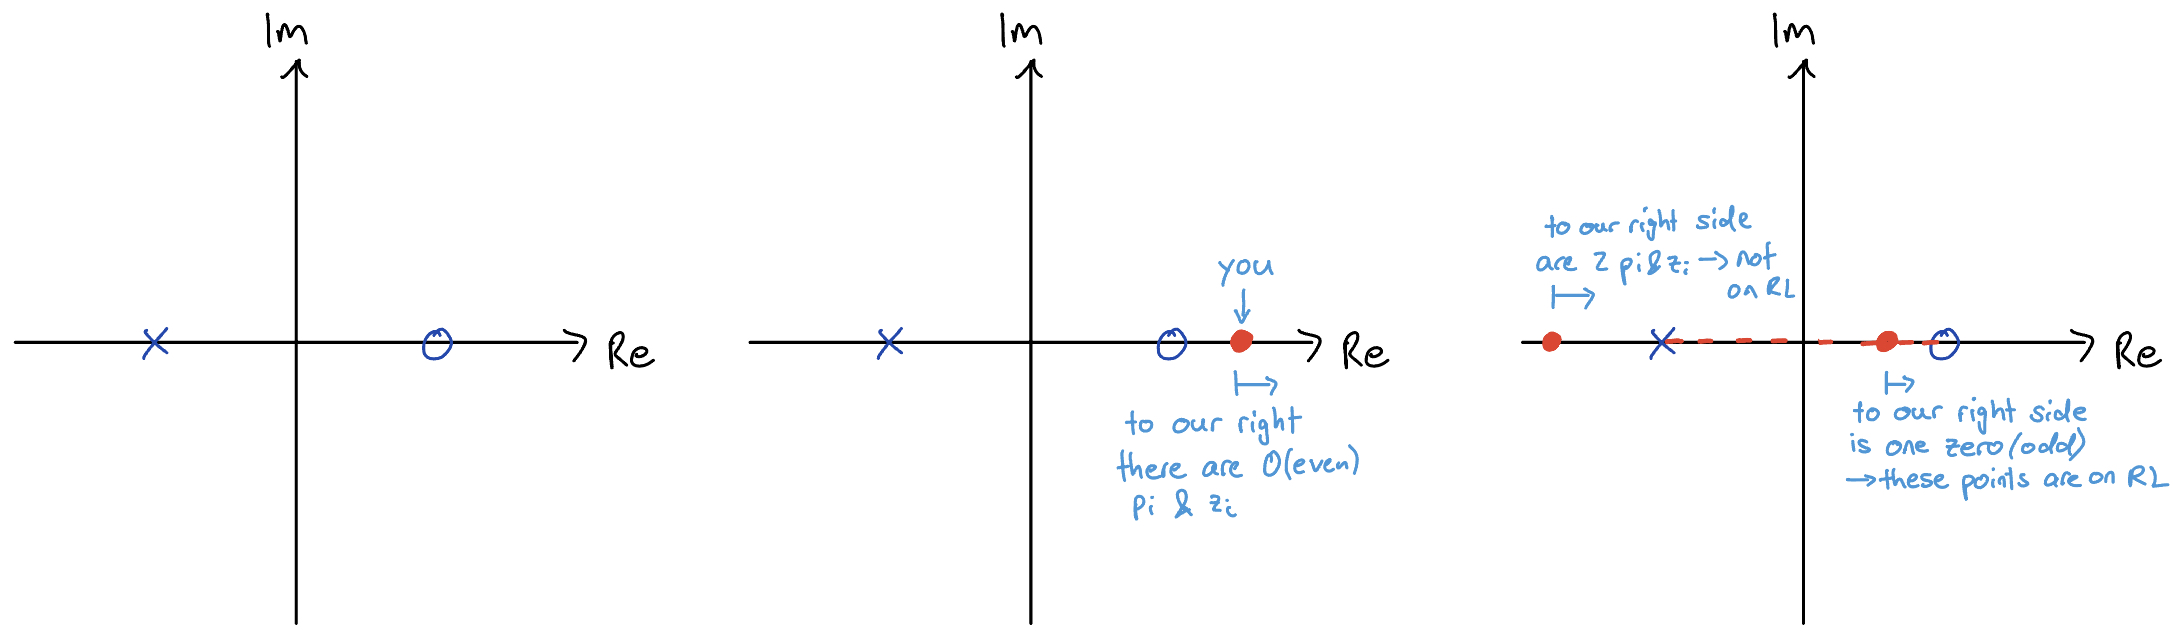 Im
Re
Im
you
Re
to our right
there are 0(even)
pi & zi
Im
to our right side
are 2 pi&zi → not
on RL
Re
to our right side
is one zero (odd)
→ these points are on RL